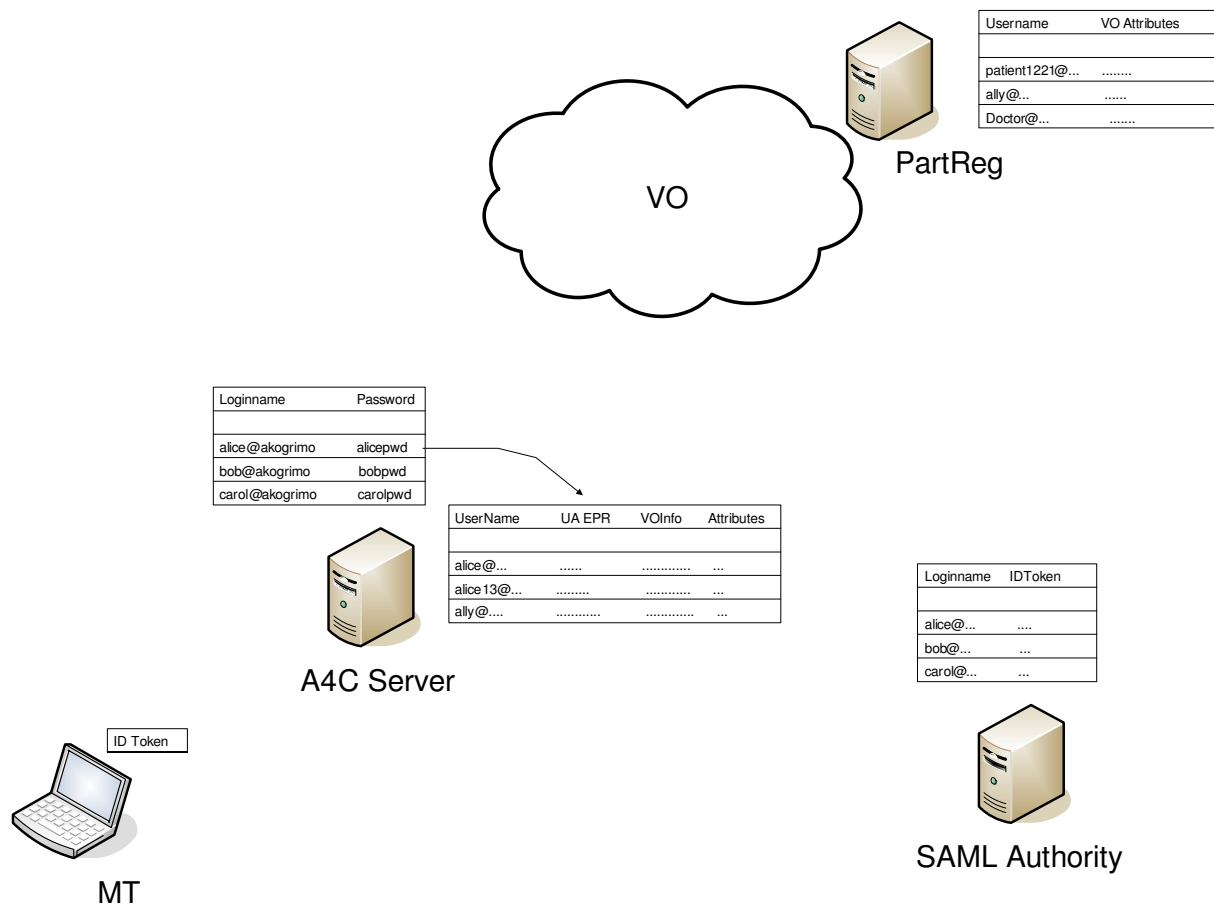 Username VO Attributes
patient1221@... ........
ally@... ......
Doctor@... .......
PartReg
VO
Loginname Password
alice@akogrimo alicepwd
bob@akogrimo bobpwd
carol@akogrimo carolpwd
UserName UA EPR VOInfo Attributes
alice@... ...... ............. ...
alice13@... ......... ............. ...
ally@.... ............ ............. ...
A4C Server
Loginname IDToken
alice@... ....
bob@... ...
carol@... ...
SAML Authority
ID Token
MT